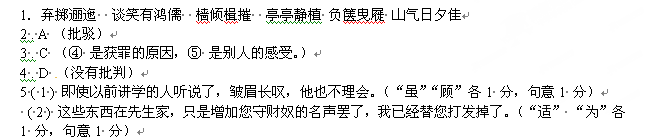 1. 弃掷逦迤  谈笑有鸿儒  樯倾楫摧  亭亭静植 负箧曳屣 山气日夕佳
2. A （批驳）
3. C （④ 是获罪的原因，⑤ 是别人的感受。）
4. D （没有批判）
5 (1) 即使以前讲学的人听说了，皱眉长叹，他也不理会。（“虽”“顾”各 1 分，句意 1 分）
(2) 这些东西在先生家，只是增加您守财奴的名声罢了，我已经替您打发掉了。（“适” “为”各
1 分，句意 1 分）